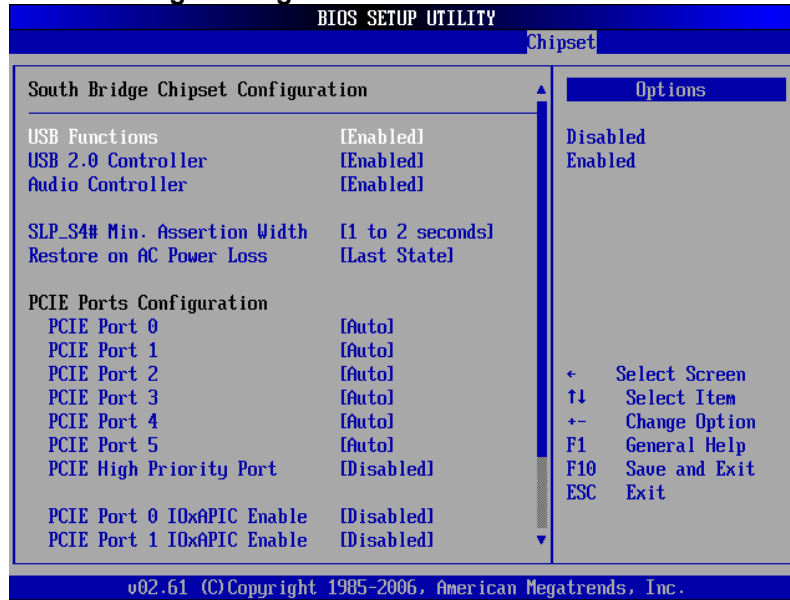 BIOS SETUP UTILITY
Chipset
South Bridge Chipset Configuration
USB Functions [Enabled]
USB 2.0 Controller [Enabled]
Audio Controller [Enabled]
SLP_S4# Min. Assertion Width [1 to 2 seconds]
Restore on AC Power Loss [Last State]
PCIE Ports Configuration
PCIE Port 0 [Auto]
PCIE Port 1 [Auto]
PCIE Port 2 [Auto]
PCIE Port 3 [Auto]
PCIE Port 4 [Auto]
PCIE Port 5 [Auto]
PCIE High Priority Port [Disabled]
PCIE Port 0 IOxAPIC Enable [Disabled]
PCIE Port 1 IOxAPIC Enable [Disabled]
Options
Disabled
Enabled
← Select Screen
↑↓ Select Item
+- Change Option
F1 General Help
F10 Save and Exit
ESC Exit
v02.61 (C)Copyright 1985-2006, American Megatrends, Inc.